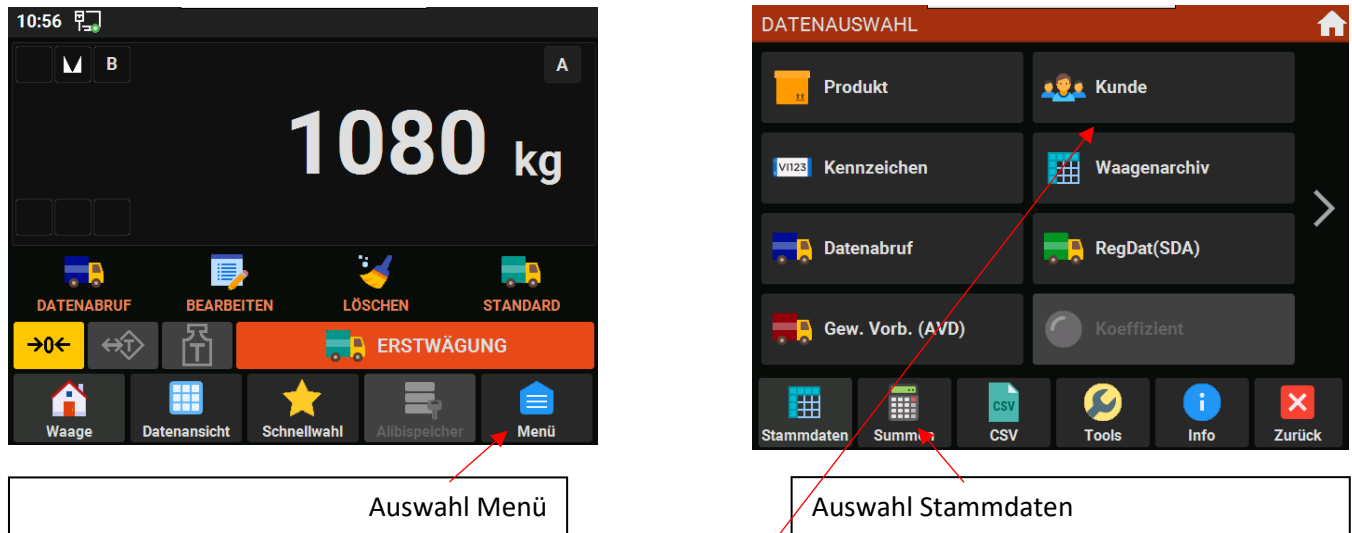 10:56
B
A
1080 kg
DATENABRUF BEARBEITEN LÖSCHEN STANDARD
→0← T T ERSTWÄGUNG
Waage Datenansicht Schnellwahl Alibispeicher Menü
Auswahl Menü
DATENAUSWAHL
Produkt Kunde
VI123 Kennzeichen Waagenarchiv
Datenabruf RegDat(SDA)
Gew. Vorb. (AVD) Koeffizient
CSV
Stammdaten Summen CSV Tools Info Zurück
Auswahl Stammdaten